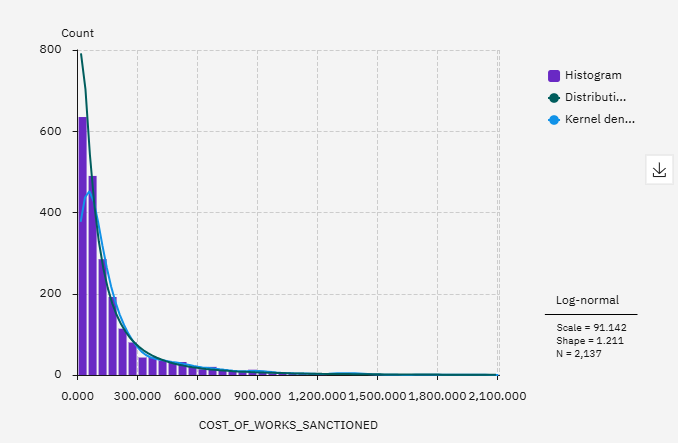 Count
800
600
400
200
0
0.000 300.000 600.000 900.000 1,200.000 1,500.000 1,800.000 2,100.000
COST_OF_WORKS_SANCTIONED
Histogram
Distributi...
Kernel den...
Log-normal
Scale = 91.142
Shape = 1.211
N = 2,137